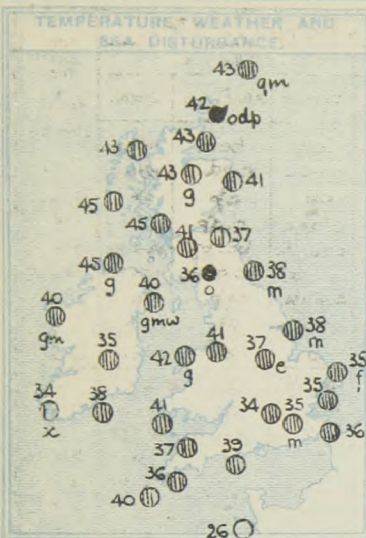 TEMPERATURE, WEATHER AND
SEA DISTURBANCE.
43 qm
42 odp
43
43
43 g
41
45
45
41
37
45 g
36 o
38 m
40 gm
40 gmw
38 m
35
42 g
41
37 e
35 f
35
34 x
38
41
34
35 m
36
37
39
36
40
26